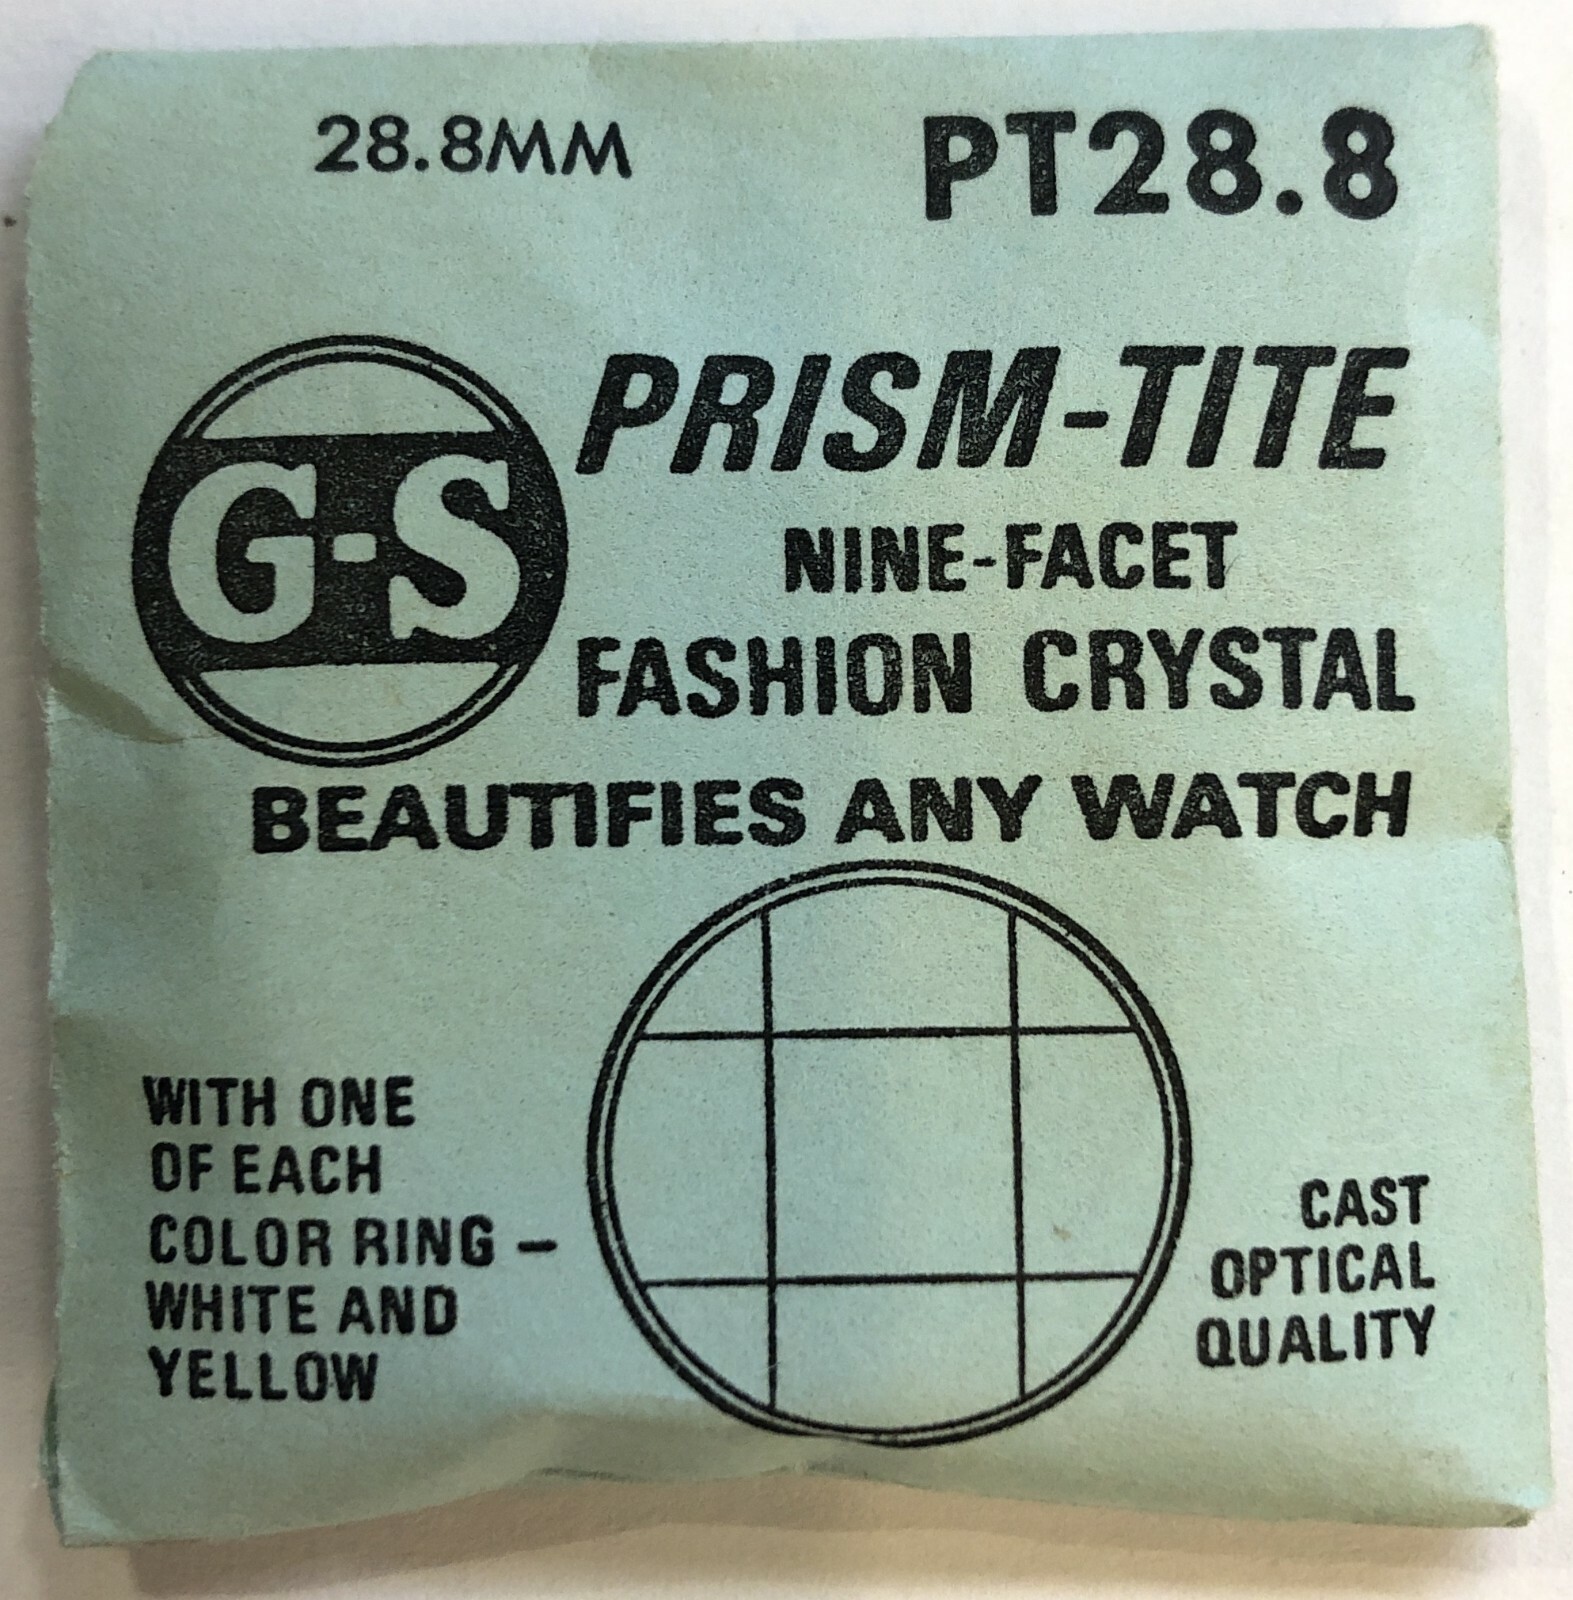 28.8MM
PT28.8
G-S
PRISM-TITE
NINE-FACET
FASHION CRYSTAL
BEAUTIFIES ANY WATCH
WITH ONE
OF EACH
COLOR RING –
WHITE AND
YELLOW
CAST
OPTICAL
QUALITY